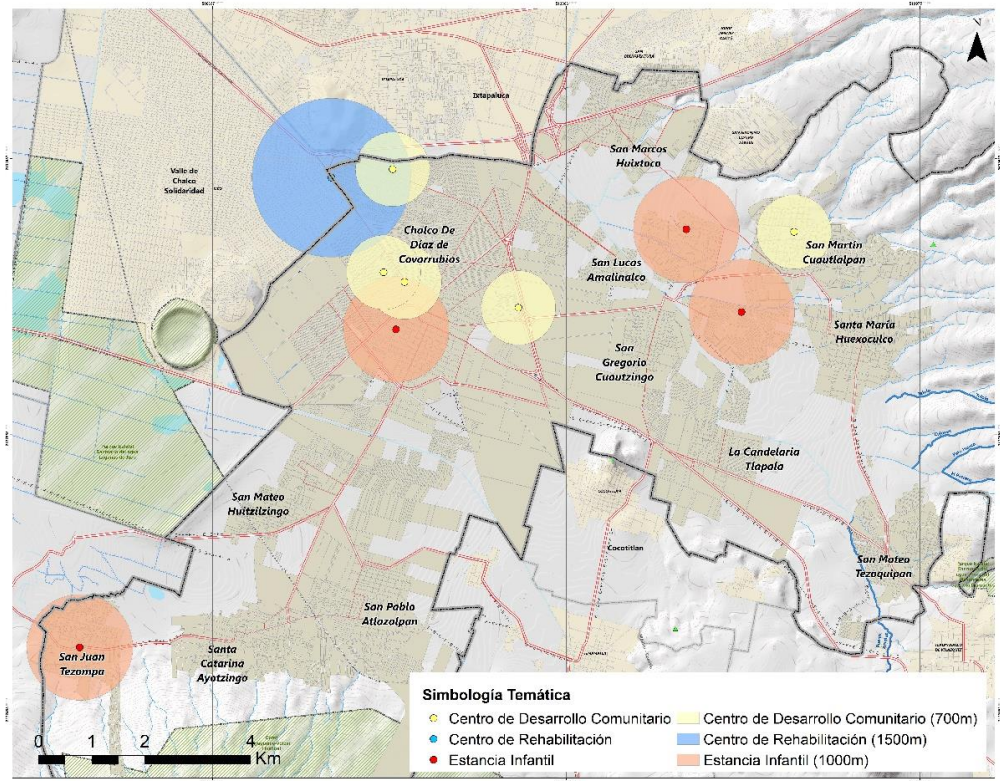 N
Ixtapaluca
San Marcos
Huixtoco
Valle de
Chalco
Solidaridad
Chalco De
Díaz de
Covarrubias
San Lucas
Amalinalco
San Martín
Cuautlalpan
Santa María
Huexoculco
San
Gregorio
Cuautzingo
La Candelaria
Tlapala
San Mateo
Huitzilzingo
Cocotitlan
San Mateo
Tezoquipan
San Pablo
Atlazalpan
San Juan
Tezompa
Santa
Catarina
Ayotzingo
0 1 2 4
Km
Simbología Temática
Centro de Desarrollo Comunitario
Centro de Rehabilitación
Estancia Infantil
Centro de Desarrollo Comunitario (700m)
Centro de Rehabilitación (1500m)
Estancia Infantil (1000m)